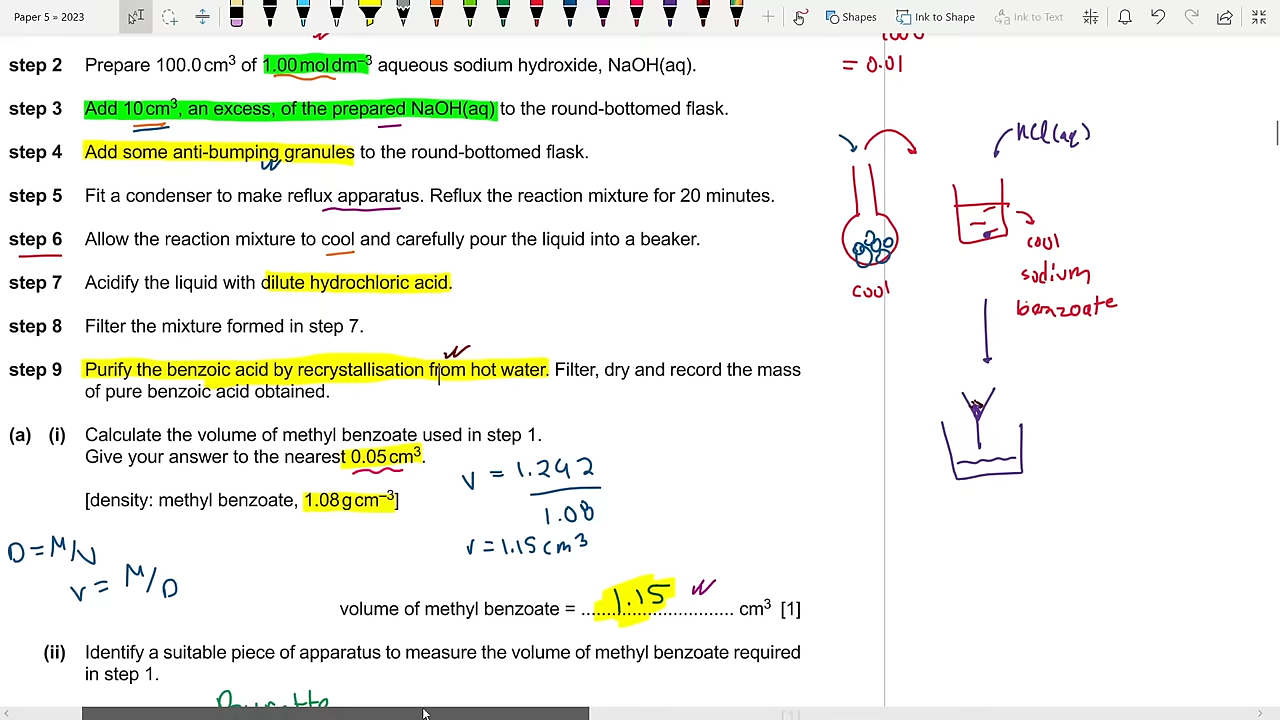 Paper 5 » 2023
Shapes
Ink to Shape
Ink to Text
1000
step 2 Prepare 100.0 cm³ of 1.00 mol dm⁻³ aqueous sodium hydroxide, NaOH(aq).
= 0.01
step 3 Add 10 cm³, an excess, of the prepared NaOH(aq) to the round-bottomed flask.
HCl(aq)
step 4 Add some anti-bumping granules to the round-bottomed flask.
step 5 Fit a condenser to make reflux apparatus. Reflux the reaction mixture for 20 minutes.
step 6 Allow the reaction mixture to cool and carefully pour the liquid into a beaker.
cool
sodium
benzoate
cool
step 7 Acidify the liquid with dilute hydrochloric acid.
step 8 Filter the mixture formed in step 7.
step 9 Purify the benzoic acid by recrystallisation from hot water. Filter, dry and record the mass
of pure benzoic acid obtained.
(a) (i) Calculate the volume of methyl benzoate used in step 1.
Give your answer to the nearest 0.05 cm³.
[density: methyl benzoate, 1.08 g cm⁻³]
V = 1.242
1.08
V = 1.15 cm³
D = M/V
V = M/D
volume of methyl benzoate = 1.15 cm³ [1]
(ii) Identify a suitable piece of apparatus to measure the volume of methyl benzoate required
in step 1.
[1]